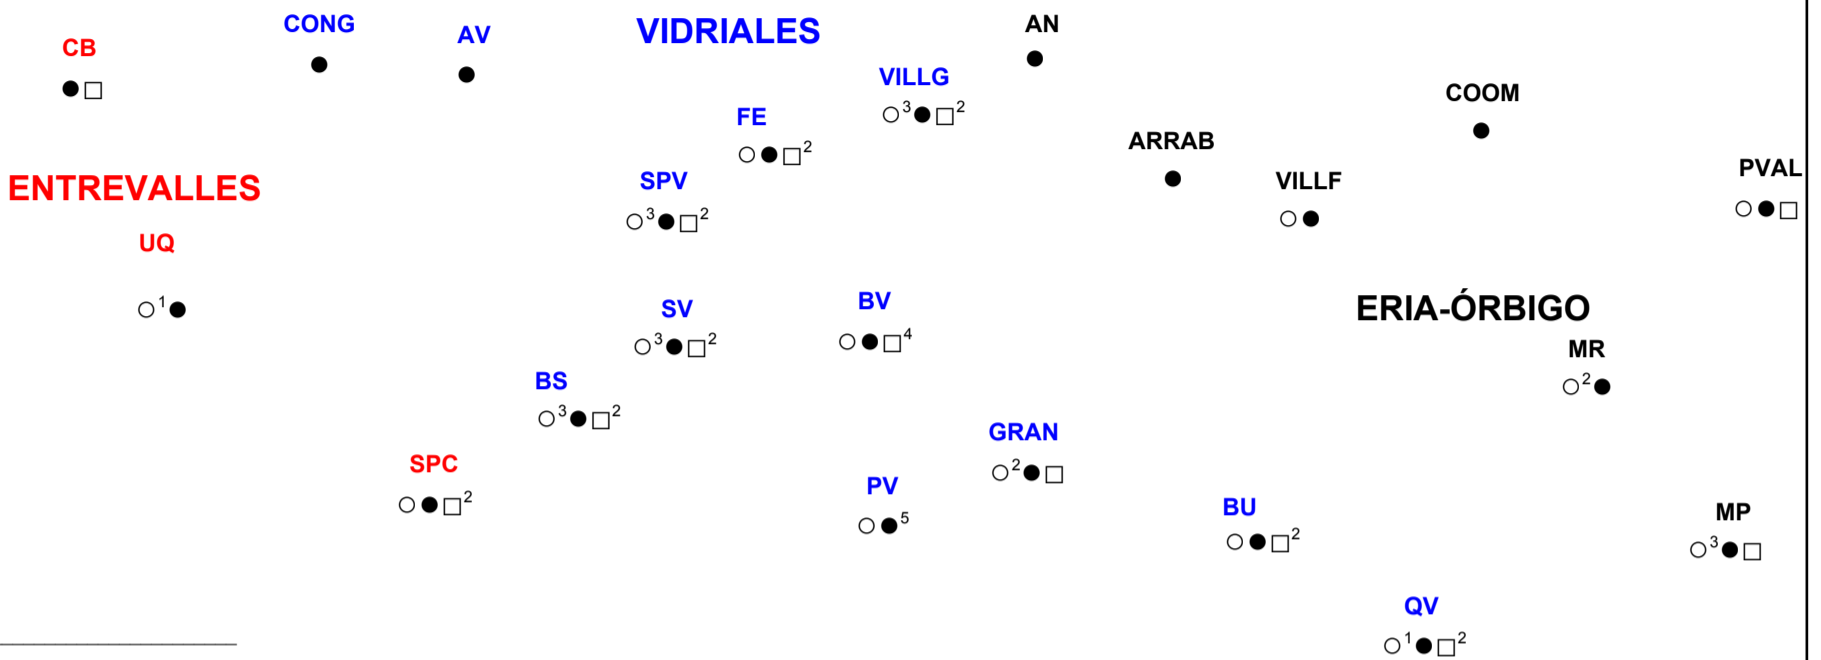 CONG
AV
VIDRIALES
AN
CB
VILLG
○³●□²
COOM
●□
FE
○●□²
ARRAB
PVAL
○●□
ENTREVALLES
SPV
○³●□²
VILLF
○●
UQ
○¹●
SV
○³●□²
BV
○●□⁴
ERIA-ÓRBIGO
MR
○²●
BS
○³●□²
GRAN
○²●□
SPC
○●□²
PV
○●⁵
BU
○●□²
MP
○³●□
QV
○¹●□²